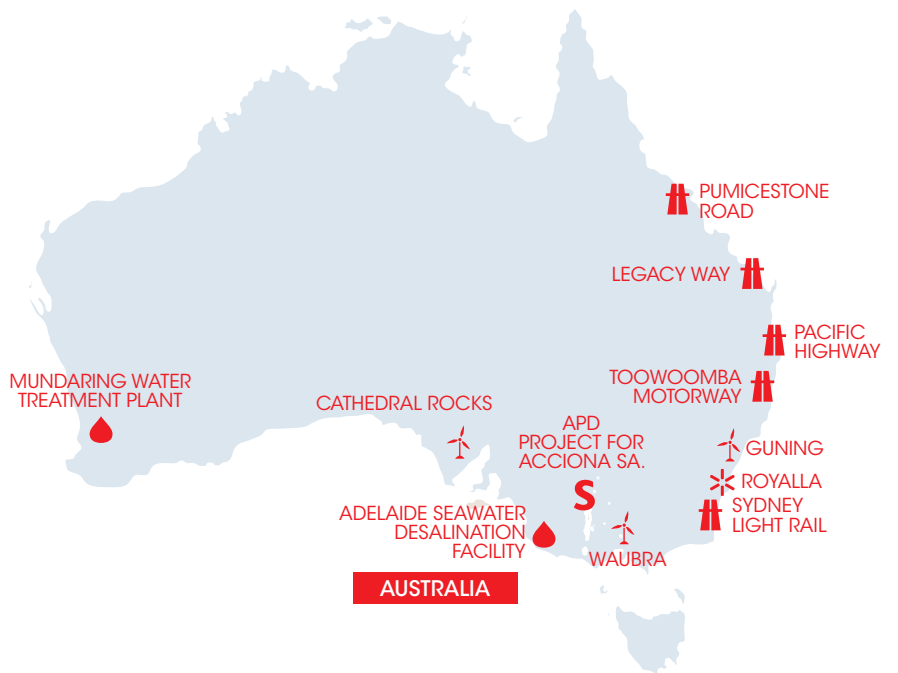 PUMICESTONE
ROAD
LEGACY WAY
PACIFIC
HIGHWAY
TOOWOOMBA
MOTORWAY
MUNDARING WATER
TREATMENT PLANT
CATHEDRAL ROCKS
APD
PROJECT FOR
ACCIONA SA.
S
GUNING
ROYALLA
SYDNEY
LIGHT RAIL
ADELAIDE SEAWATER
DESALINATION
FACILITY
WAUBRA
AUSTRALIA